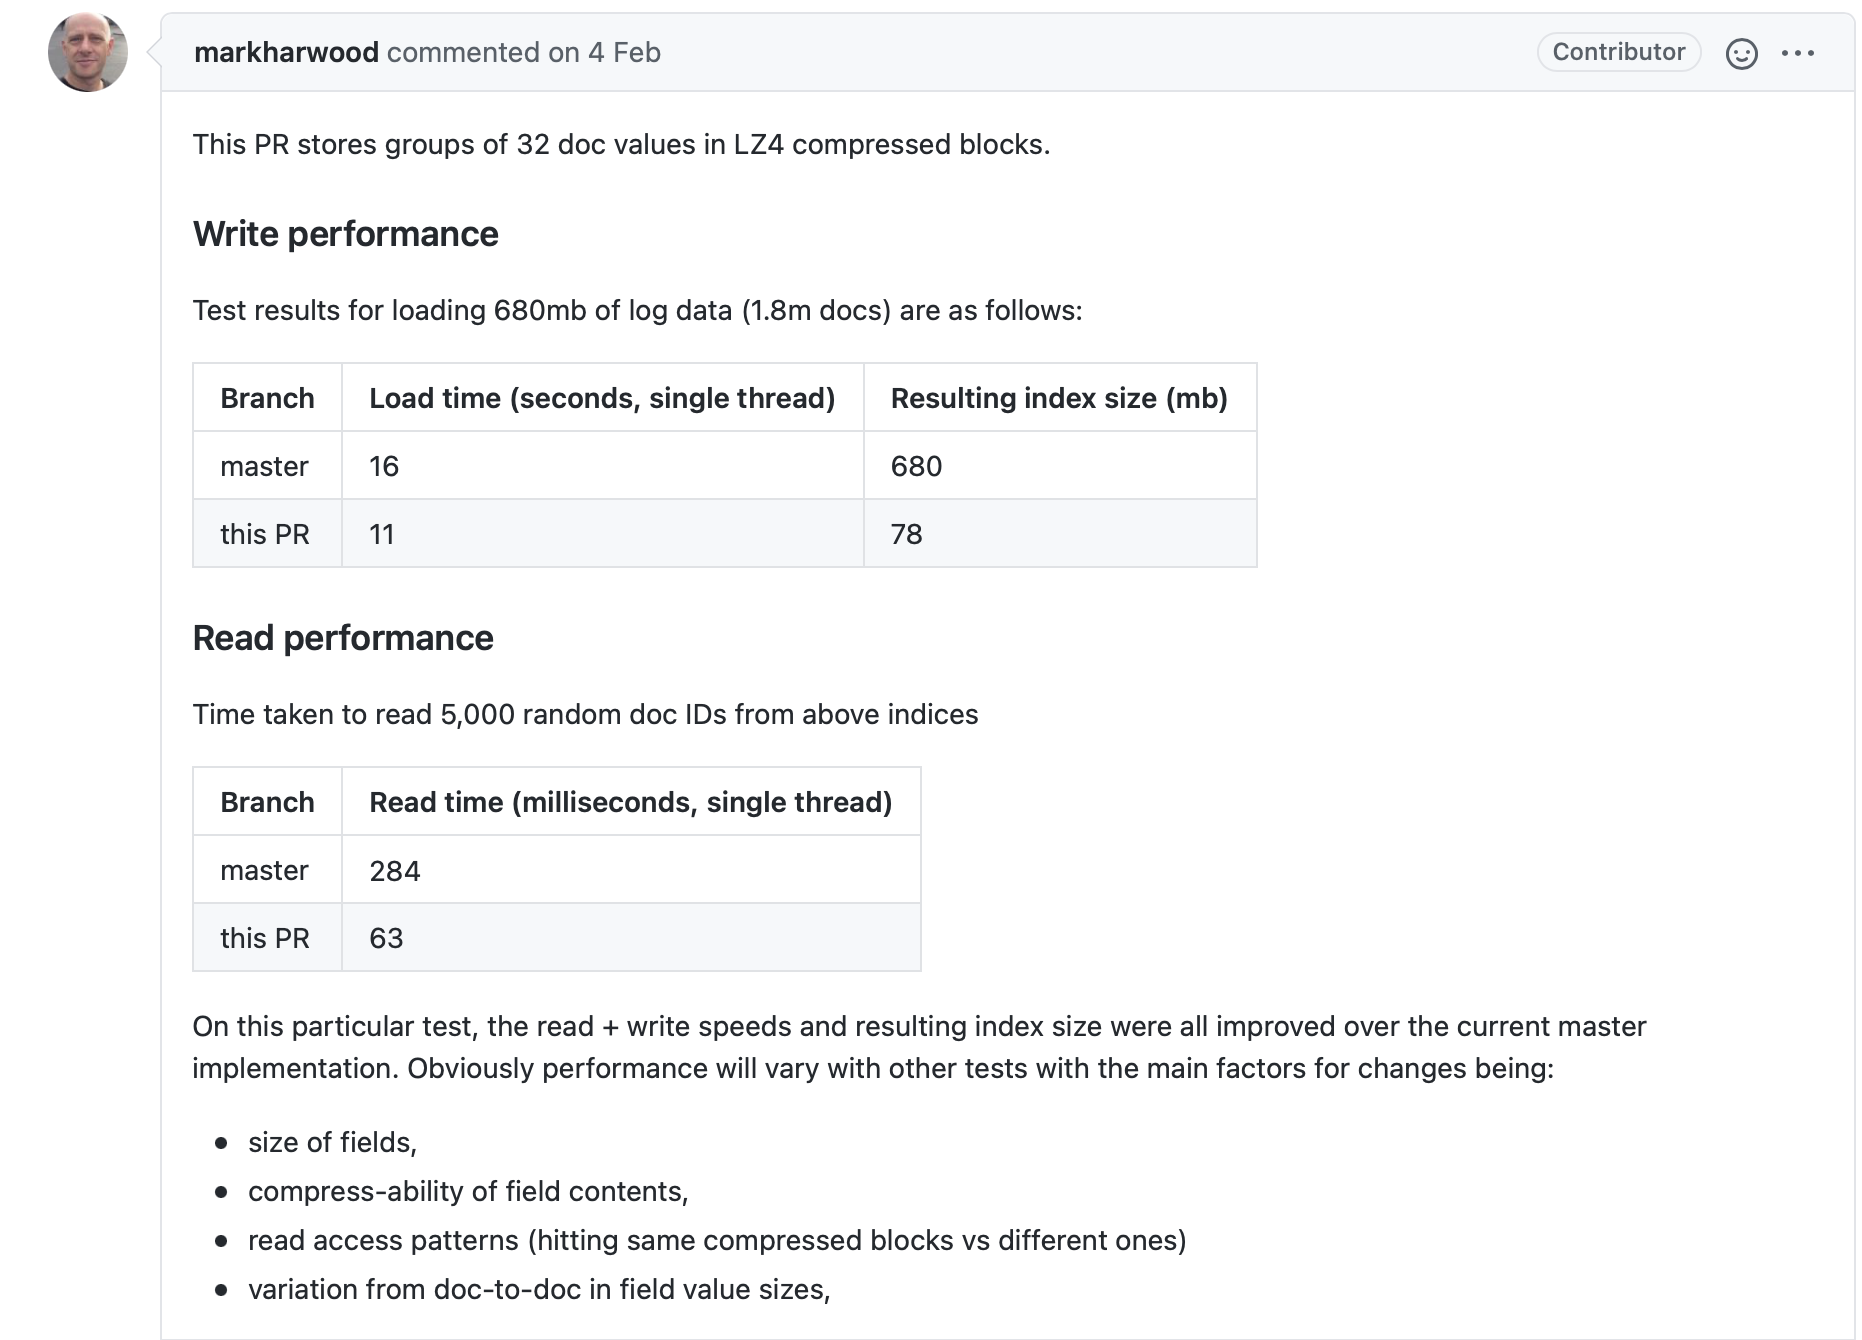 markharwood commented on 4 Feb
Contributor
This PR stores groups of 32 doc values in LZ4 compressed blocks.
Write performance
Test results for loading 680mb of log data (1.8m docs) are as follows:
Branch Load time (seconds, single thread) Resulting index size (mb)
master 16 680
this PR 11 78
Read performance
Time taken to read 5,000 random doc IDs from above indices
Branch Read time (milliseconds, single thread)
master 284
this PR 63
On this particular test, the read + write speeds and resulting index size were all improved over the current master
implementation. Obviously performance will vary with other tests with the main factors for changes being:
• size of fields,
• compress-ability of field contents,
• read access patterns (hitting same compressed blocks vs different ones)
• variation from doc-to-doc in field value sizes,